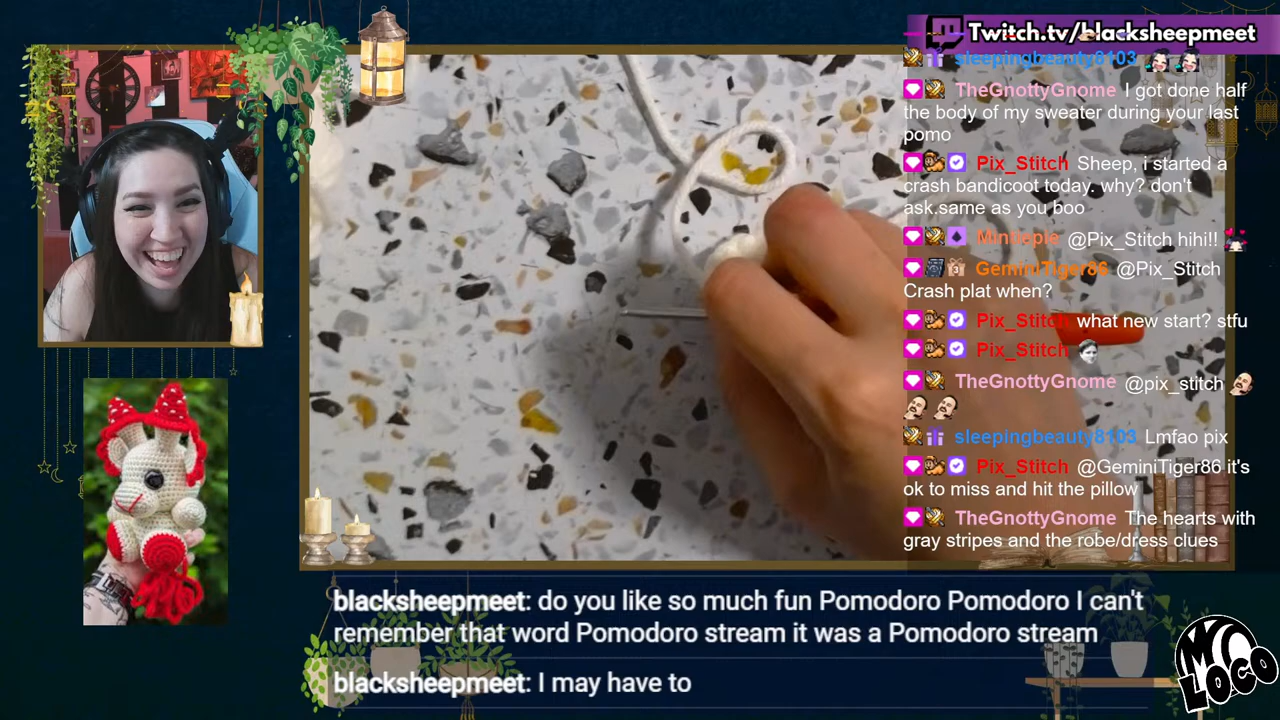 Twitch.tv/blacksheepmeet
sleepingbeauty8103
TheGnottyGnome I got done half
the body of my sweater during your last
pomo
Pix_Stitch Sheep, i started a
crash bandicoot today. why? don't
ask.same as you boo
Mintiepie @Pix_Stitch hihi!!
GeminiTiger86 @Pix_Stitch
Crash plat when?
Pix_Stitch what new start? stfu
Pix_Stitch
TheGnottyGnome @pix_stitch
sleepingbeauty8103 Lmfao pix
Pix_Stitch @GeminiTiger86 it's
ok to miss and hit the pillow
TheGnottyGnome The hearts with
gray stripes and the robe/dress clues
blacksheepmeet: do you like so much fun Pomodoro Pomodoro I can't
remember that word Pomodoro stream it was a Pomodoro stream
blacksheepmeet: I may have to
MC
LOCO